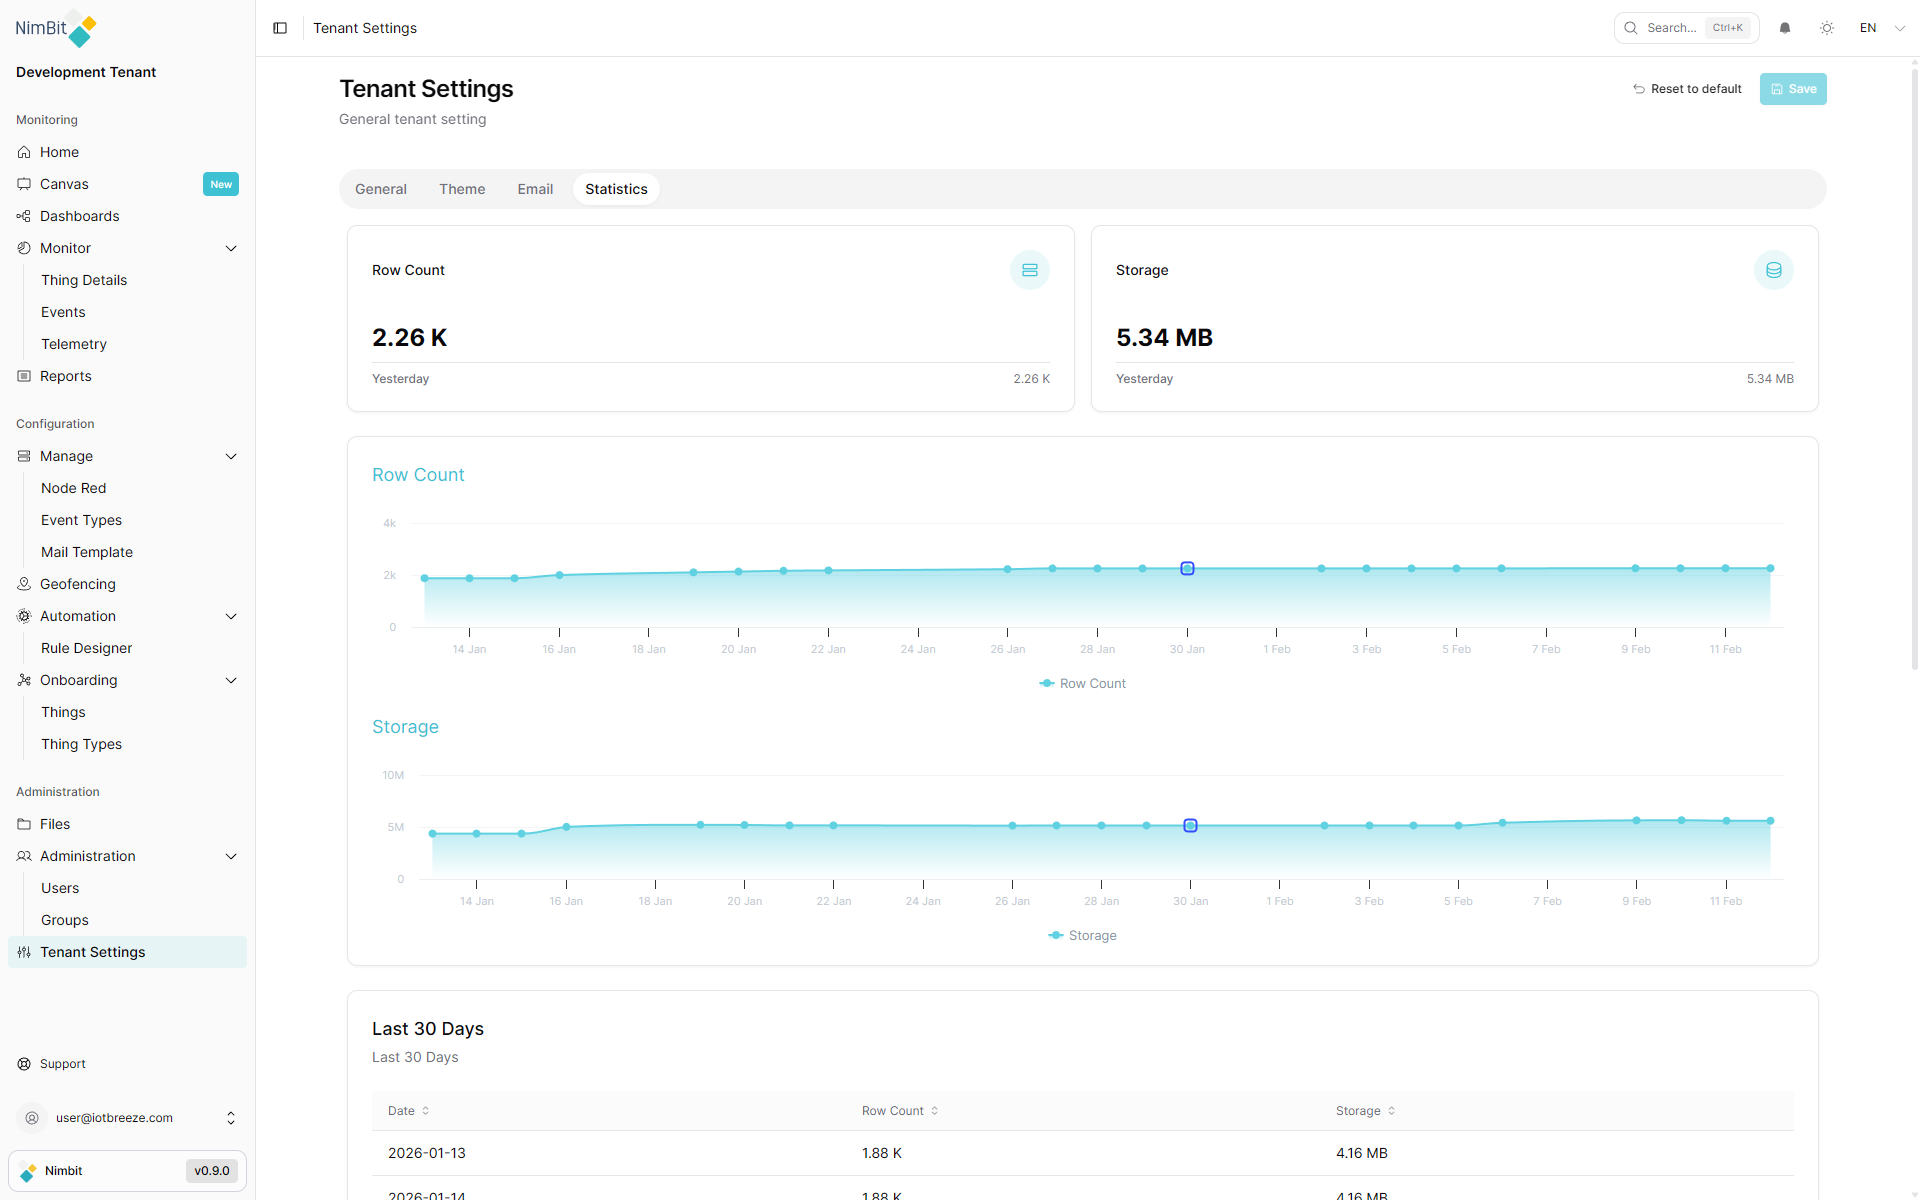 NimBit
Development Tenant
Monitoring
Home
Canvas
New
Dashboards
Monitor
Thing Details
Events
Telemetry
Reports
Configuration
Manage
Node Red
Event Types
Mail Template
Geofencing
Automation
Rule Designer
Onboarding
Things
Thing Types
Administration
Files
Administration
Users
Groups
Tenant Settings
Support
user@iotbreeze.com
Nimbit
v0.9.0
Tenant Settings
Search...
Ctrl+K
EN
Tenant Settings
General tenant setting
Reset to default
Save
General
Theme
Email
Statistics
Row Count
2.26 K
Yesterday
2.26 K
Storage
5.34 MB
Yesterday
5.34 MB
Row Count
4k
2k
0
14 Jan
16 Jan
18 Jan
20 Jan
22 Jan
24 Jan
26 Jan
28 Jan
30 Jan
1 Feb
3 Feb
5 Feb
7 Feb
9 Feb
11 Feb
Row Count
Storage
10M
5M
0
14 Jan
16 Jan
18 Jan
20 Jan
22 Jan
24 Jan
26 Jan
28 Jan
30 Jan
1 Feb
3 Feb
5 Feb
7 Feb
9 Feb
11 Feb
Storage
Last 30 Days
Last 30 Days
Date
Row Count
Storage
2026-01-13
1.88 K
4.16 MB
2026-01-14
1.88 K
4.16 MB